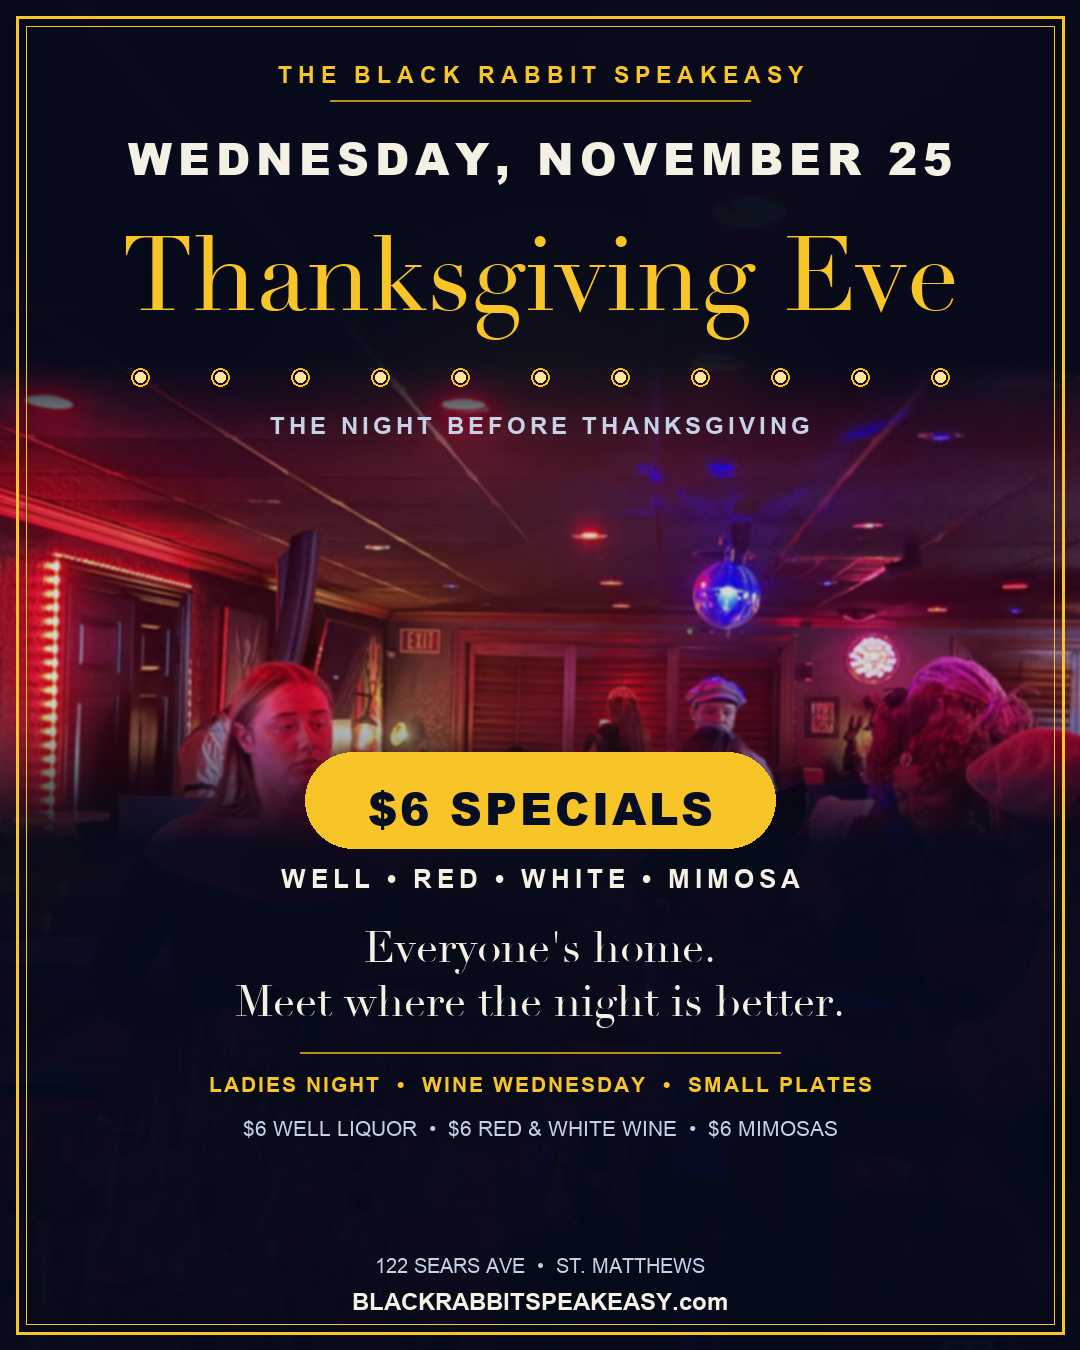 THE BLACK RABBIT SPEAKEASY
WEDNESDAY, NOVEMBER 25
Thanksgiving Eve
THE NIGHT BEFORE THANKSGIVING
EXIT
$6 SPECIALS
WELL • RED • WHITE • MIMOSA
Everyone's home.
Meet where the night is better.
LADIES NIGHT • WINE WEDNESDAY • SMALL PLATES
$6 WELL LIQUOR • $6 RED & WHITE WINE • $6 MIMOSAS
122 SEARS AVE • ST. MATTHEWS
BLACKRABBITSPEAKEASY.com